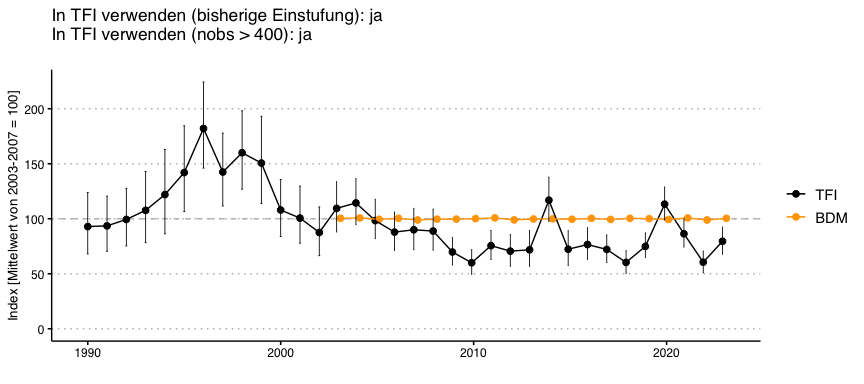 In TFI verwenden (bisherige Einstufung): ja
In TFI verwenden (nobs > 400): ja
Index [Mittelwert von 2003-2007 = 100]
200
150
100
50
0
1990
2000
2010
2020
TFI
BDM